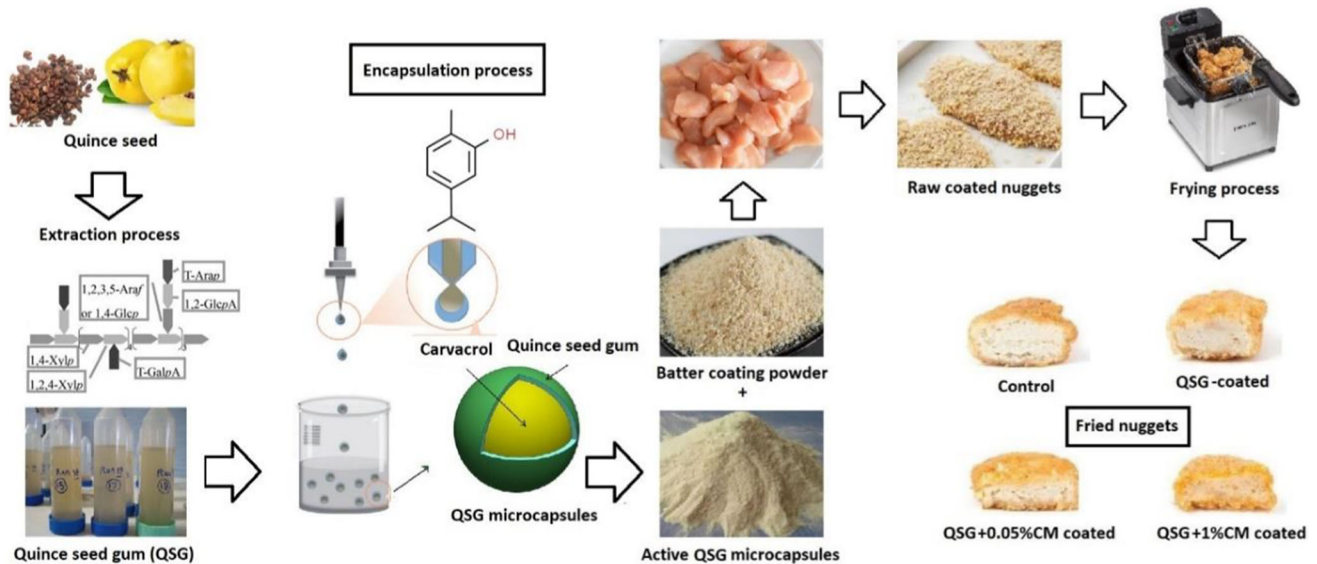 Quince seed
Extraction process
T-Arap
1,2,3,5-Araf
or 1,4-Glcp
1,2-GlcpA
1,4-Xylp
1,2,4-Xylp
T-GalpA
Quince seed gum (QSG)
Encapsulation process
OH
Carvacrol
Quince seed gum
QSG microcapsules
Batter coating powder
+
Active QSG microcapsules
Raw coated nuggets
Frying process
Control
QSG-coated
Fried nuggets
QSG+0.05%CM coated
QSG+1%CM coated